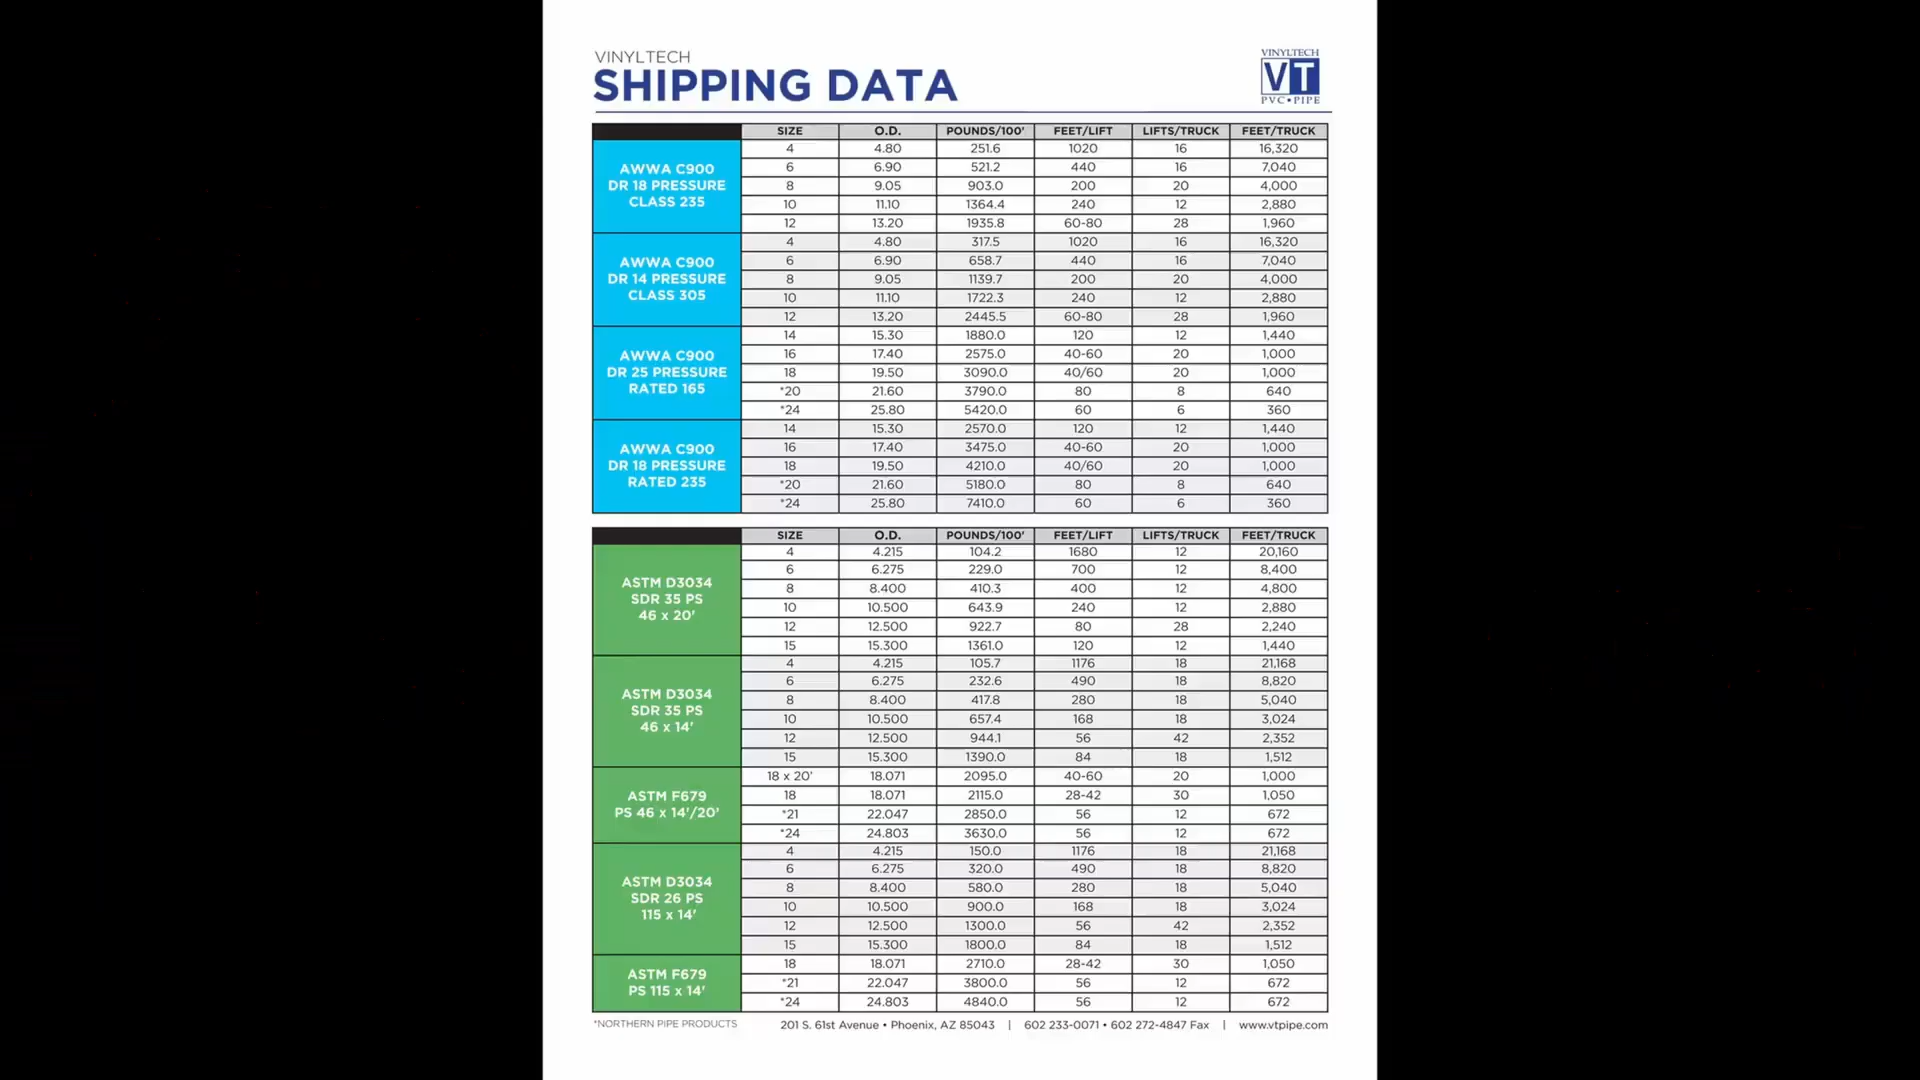 VINYLTECH
SHIPPING DATA
VINYLTECH
VT
PVC•PIPE
SIZE O.D. POUNDS/100' FEET/LIFT LIFTS/TRUCK FEET/TRUCK
AWWA C900
DR 18 PRESSURE
CLASS 235
4 4.80 251.6 1020 16 16,320
6 6.90 521.2 440 16 7,040
8 9.05 903.0 200 20 4,000
10 11.10 1364.4 240 12 2,880
12 13.20 1935.8 60-80 28 1,960
AWWA C900
DR 14 PRESSURE
CLASS 305
4 4.80 317.5 1020 16 16,320
6 6.90 658.7 440 16 7,040
8 9.05 1139.7 200 20 4,000
10 11.10 1722.3 240 12 2,880
12 13.20 2445.5 60-80 28 1,960
AWWA C900
DR 25 PRESSURE
RATED 165
14 15.30 1880.0 120 12 1,440
16 17.40 2575.0 40-60 20 1,000
18 19.50 3090.0 40/60 20 1,000
*20 21.60 3790.0 80 8 640
*24 25.80 5420.0 60 6 360
AWWA C900
DR 18 PRESSURE
RATED 235
14 15.30 2570.0 120 12 1,440
16 17.40 3475.0 40-60 20 1,000
18 19.50 4210.0 40/60 20 1,000
*20 21.60 5180.0 80 8 640
*24 25.80 7410.0 60 6 360
SIZE O.D. POUNDS/100' FEET/LIFT LIFTS/TRUCK FEET/TRUCK
ASTM D3034
SDR 35 PS
46 x 20'
4 4.215 104.2 1680 12 20,160
6 6.275 229.0 700 12 8,400
8 8.400 410.3 400 12 4,800
10 10.500 643.9 240 12 2,880
12 12.500 922.7 80 28 2,240
15 15.300 1361.0 120 12 1,440
ASTM D3034
SDR 35 PS
46 x 14'
4 4.215 105.7 1176 18 21,168
6 6.275 232.6 490 18 8,820
8 8.400 417.8 280 18 5,040
10 10.500 657.4 168 18 3,024
12 12.500 944.1 56 42 2,352
15 15.300 1390.0 84 18 1,512
ASTM F679
PS 46 x 14'/20'
18 x 20' 18.071 2095.0 40-60 20 1,000
18 18.071 2115.0 28-42 30 1,050
*21 22.047 2850.0 56 12 672
*24 24.803 3630.0 56 12 672
ASTM D3034
SDR 26 PS
115 x 14'
4 4.215 150.0 1176 18 21,168
6 6.275 320.0 490 18 8,820
8 8.400 580.0 280 18 5,040
10 10.500 900.0 168 18 3,024
12 12.500 1300.0 56 42 2,352
15 15.300 1800.0 84 18 1,512
ASTM F679
PS 115 x 14'
18 18.071 2710.0 28-42 30 1,050
*21 22.047 3800.0 56 12 672
*24 24.803 4840.0 56 12 672
*NORTHERN PIPE PRODUCTS 201 S. 61st Avenue • Phoenix, AZ 85043 | 602 233-0071 • 602 272-4847 Fax | www.vtpipe.com